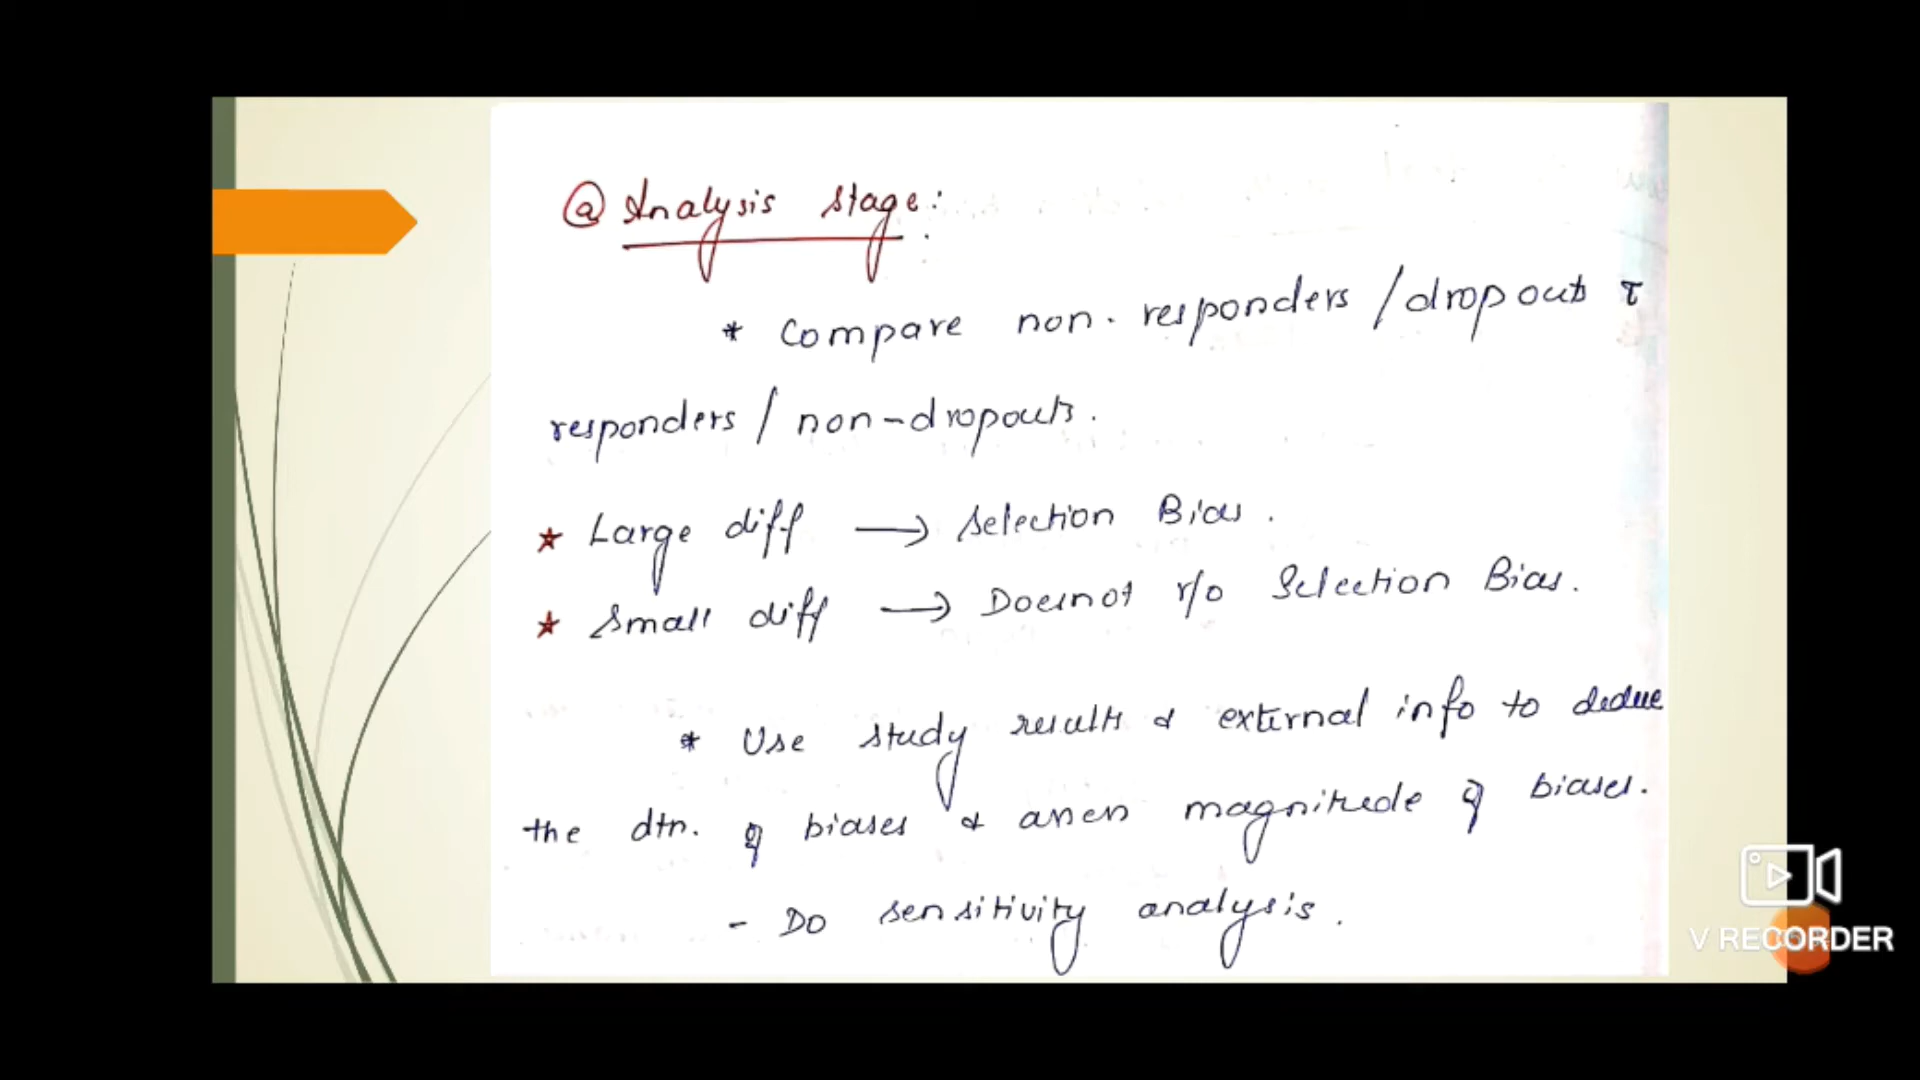 @ Analysis stage:
* Compare non-responders / dropouts c̄
responders / non-dropouts.
★ Large diff → selection Bias.
★ Small diff → Doesnot r/o Selection Bias.
* Use study results & external info to deduce
the dtn. of biases & assess magnitude of biases.
- Do sensitivity analysis.
V RECORDER